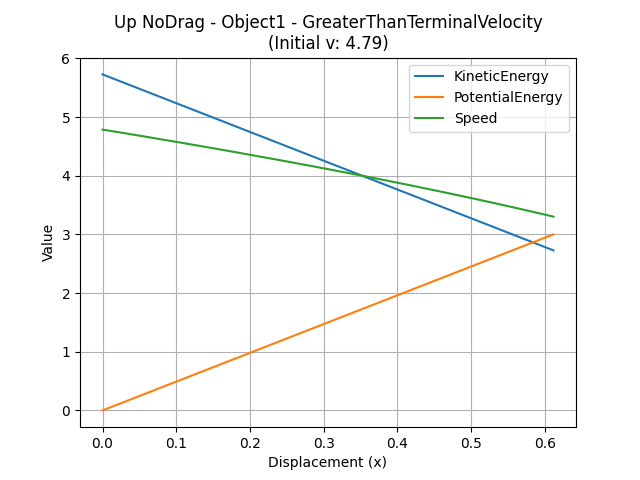 Up NoDrag - Object1 - GreaterThanTerminalVelocity
(Initial v: 4.79)
KineticEnergy
PotentialEnergy
Speed
Value
6
5
4
3
2
1
0
0.0 0.1 0.2 0.3 0.4 0.5 0.6
Displacement (x)